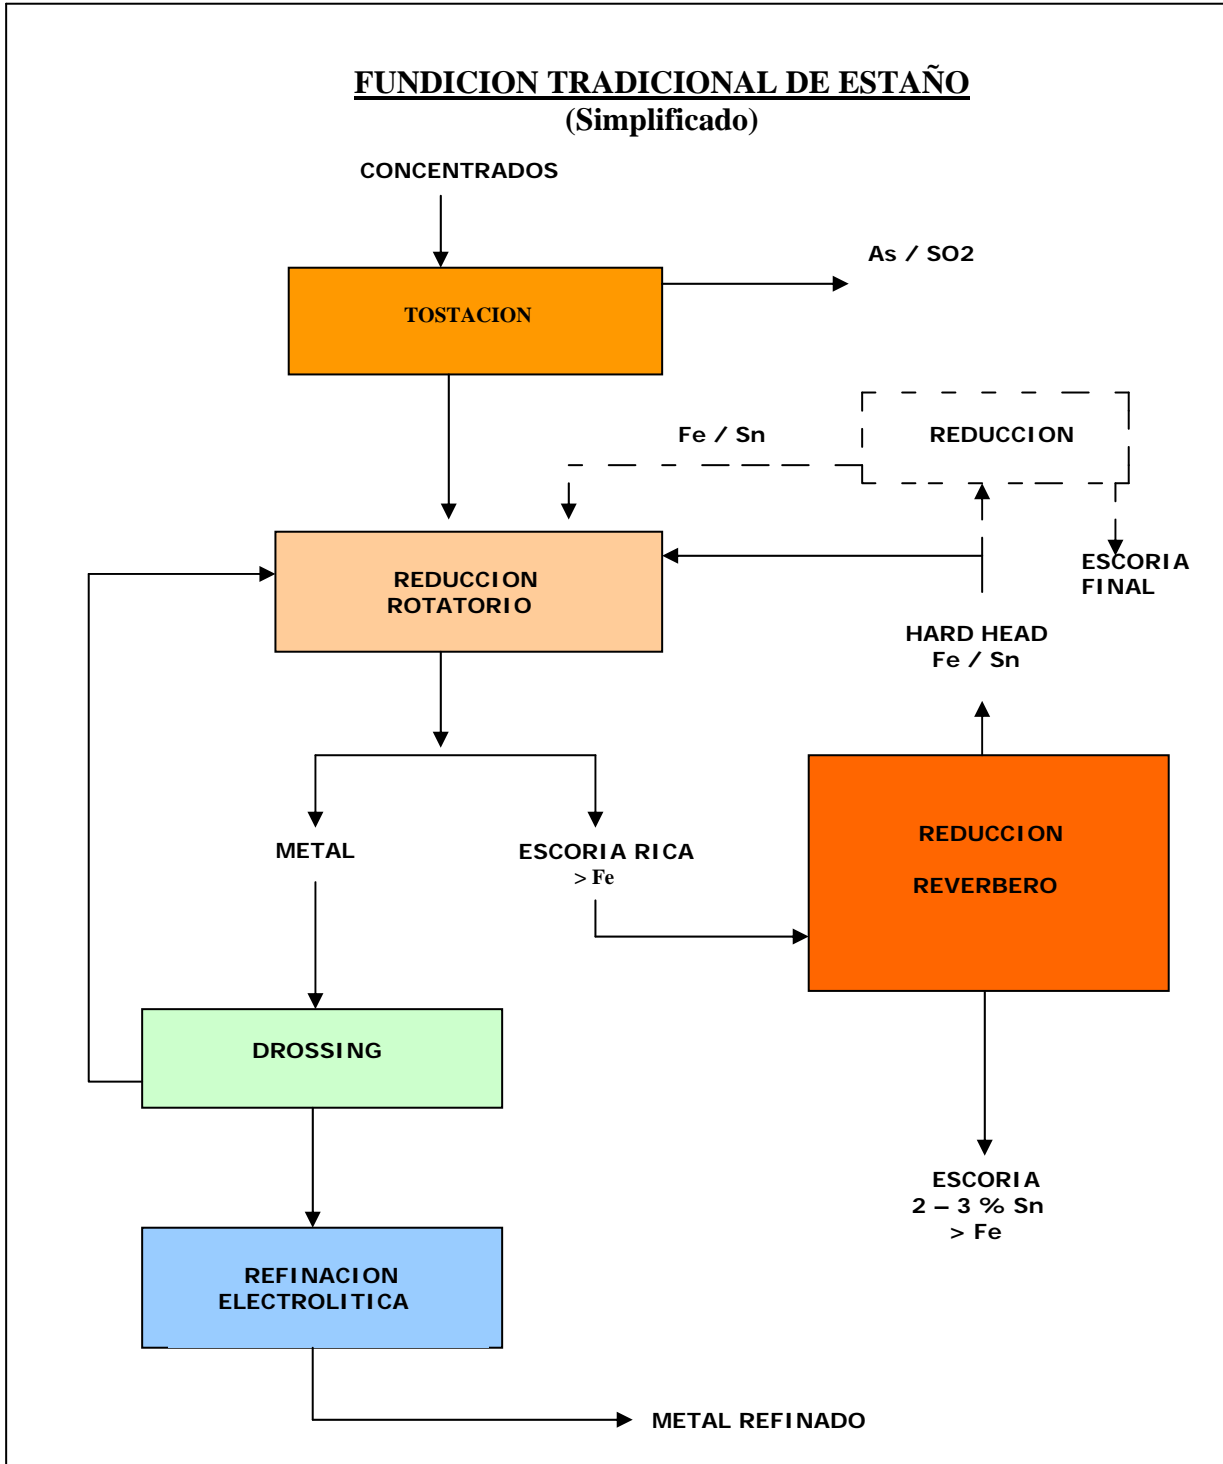 FUNDICION TRADICIONAL DE ESTAÑO
(Simplificado)
CONCENTRADOS
As / SO2
TOSTACION
Fe / Sn
REDUCCION
REDUCCION
ROTATORIO
ESCORIA
FINAL
HARD HEAD
Fe / Sn
METAL
ESCORIA RICA
> Fe
REDUCCION
REVERBERO
DROSSING
ESCORIA
2 – 3 % Sn
> Fe
REFINACION
ELECTROLITICA
METAL REFINADO